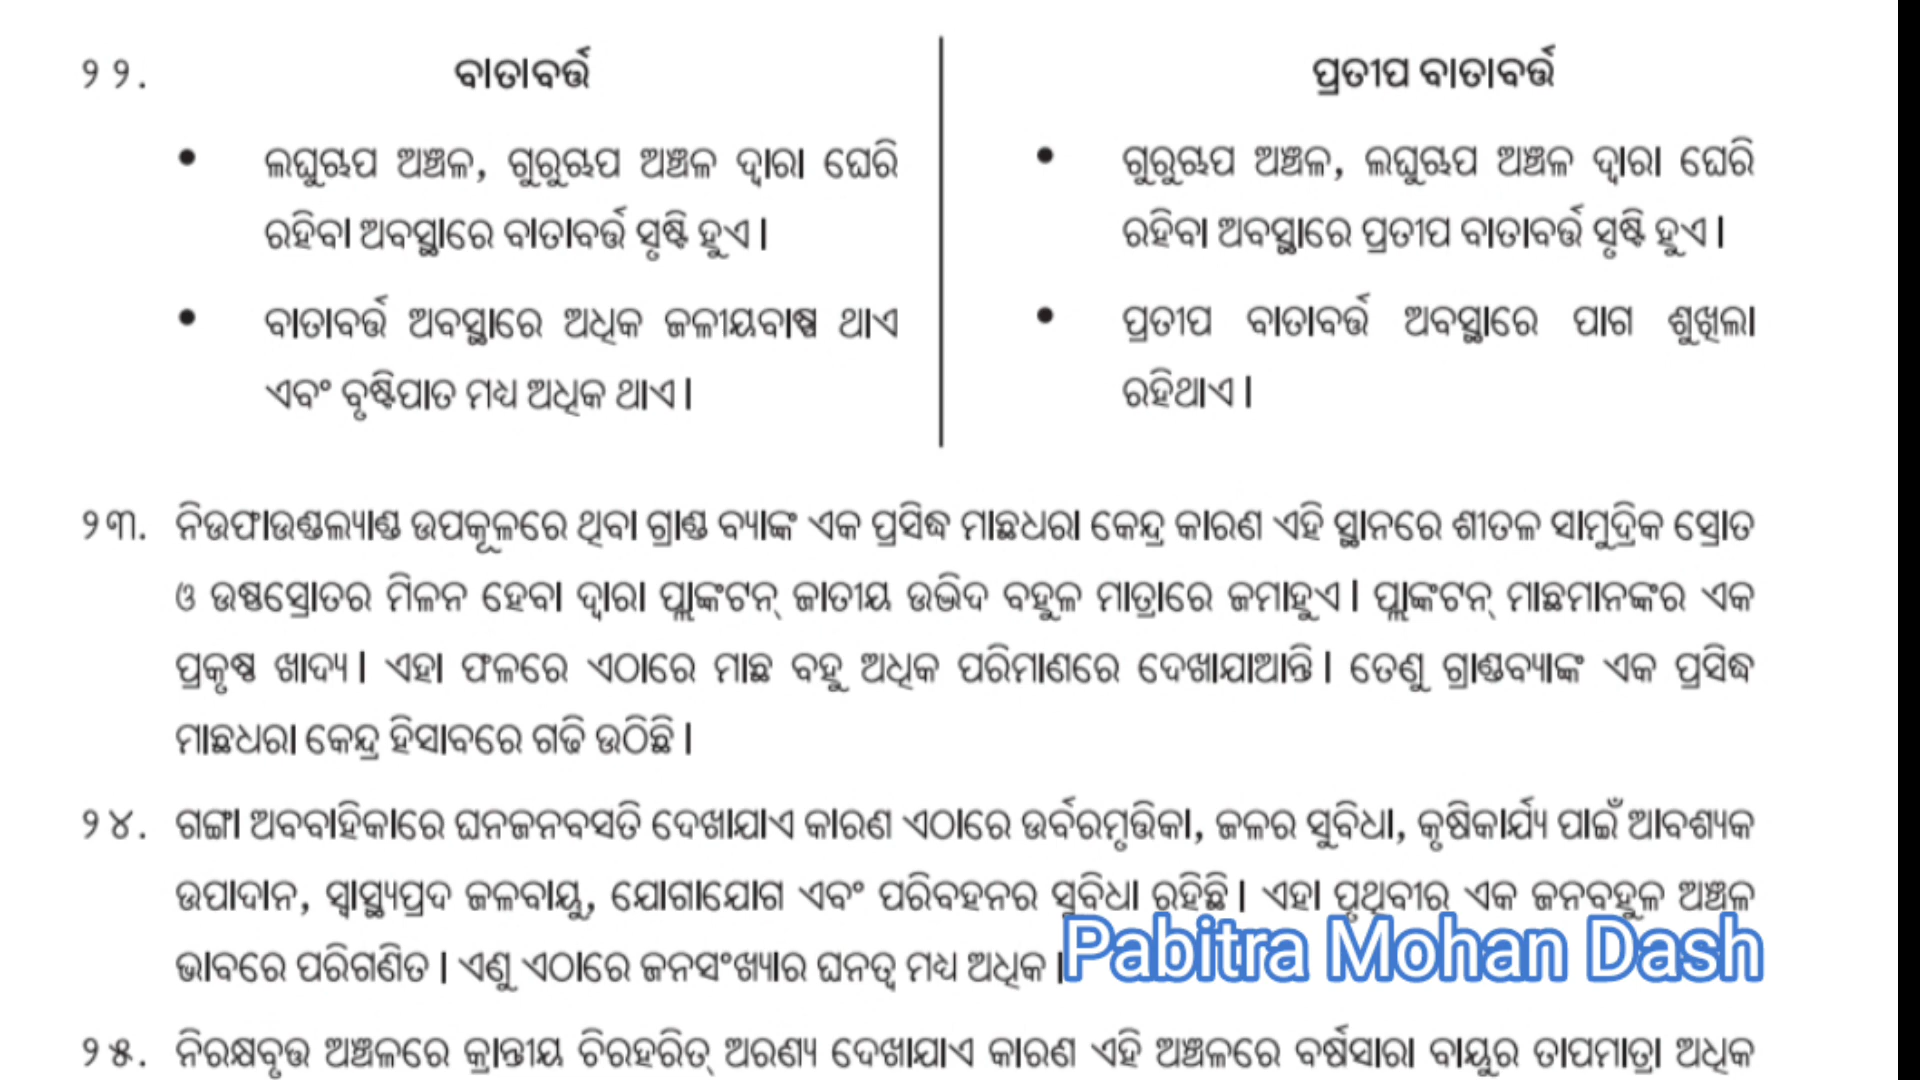 ୨୨. ବାତାବର୍ତ୍ତ
• ଲଘୁଚାପ ଅଞ୍ଚଳ, ଗୁରୁଚାପ ଅଞ୍ଚଳ ଦ୍ୱାରା ଘେରି
ରହିବା ଅବସ୍ଥାରେ ବାତାବର୍ତ୍ତ ସୃଷ୍ଟି ହୁଏ ।
• ବାତାବର୍ତ୍ତ ଅବସ୍ଥାରେ ଅଧିକ ଜଳୀୟବାଷ୍ପ ଥାଏ
ଏବଂ ବୃଷ୍ଟିପାତ ମଧ୍ୟ ଅଧିକ ଥାଏ ।
ପ୍ରତୀପ ବାତାବର୍ତ୍ତ
• ଗୁରୁଚାପ ଅଞ୍ଚଳ, ଲଘୁଚାପ ଅଞ୍ଚଳ ଦ୍ୱାରା ଘେରି
ରହିବା ଅବସ୍ଥାରେ ପ୍ରତୀପ ବାତାବର୍ତ୍ତ ସୃଷ୍ଟି ହୁଏ ।
• ପ୍ରତୀପ ବାତାବର୍ତ୍ତ ଅବସ୍ଥାରେ ପାଗ ଶୁଖିଲା
ରହିଥାଏ ।
୨୩. ନିଉଫାଉଣ୍ଡଲ୍ୟାଣ୍ଡ ଉପକୂଳରେ ଥିବା ଗ୍ରାଣ୍ଡ ବ୍ୟାଙ୍କ ଏକ ପ୍ରସିଦ୍ଧ ମାଛଧରା କେନ୍ଦ୍ର କାରଣ ଏହି ସ୍ଥାନରେ ଶୀତଳ ସାମୁଦ୍ରିକ ସ୍ରୋତ
ଓ ଉଷ୍ଣସ୍ରୋତର ମିଳନ ହେବା ଦ୍ୱାରା ପ୍ଲାଙ୍କଟନ୍ ଜାତୀୟ ଉଦ୍ଭିଦ ବହୁଳ ମାତ୍ରାରେ ଜମାହୁଏ । ପ୍ଲାଙ୍କଟନ୍ ମାଛମାନଙ୍କର ଏକ
ପ୍ରକୃଷ୍ଟ ଖାଦ୍ୟ । ଏହା ଫଳରେ ଏଠାରେ ମାଛ ବହୁ ଅଧିକ ପରିମାଣରେ ଦେଖାଯାଆନ୍ତି । ତେଣୁ ଗ୍ରାଣ୍ଡବ୍ୟାଙ୍କ ଏକ ପ୍ରସିଦ୍ଧ
ମାଛଧରା କେନ୍ଦ୍ର ହିସାବରେ ଗଢି ଉଠିଛି ।
୨୪. ଗଙ୍ଗା ଅବବାହିକାରେ ଘନଜନବସତି ଦେଖାଯାଏ କାରଣ ଏଠାରେ ଉର୍ବରମୃତ୍ତିକା, ଜଳର ସୁବିଧା, କୃଷିକାର୍ଯ୍ୟ ପାଇଁ ଆବଶ୍ୟକ
ଉପାଦାନ, ସ୍ୱାସ୍ଥ୍ୟପ୍ରଦ ଜଳବାୟୁ, ଯୋଗାଯୋଗ ଏବଂ ପରିବହନର ସୁବିଧା ରହିଛି । ଏହା ପୃଥିବୀର ଏକ ଜନବହୁଳ ଅଞ୍ଚଳ
ଭାବରେ ପରିଗଣିତ । ଏଣୁ ଏଠାରେ ଜନସଂଖ୍ୟାର ଘନତ୍ୱ ମଧ୍ୟ ଅଧିକ ।
Pabitra Mohan Dash
୨୫. ନିରକ୍ଷବୃତ୍ତ ଅଞ୍ଚଳରେ କ୍ରାନ୍ତୀୟ ଚିରହରିତ୍ ଅରଣ୍ୟ ଦେଖାଯାଏ କାରଣ ଏହି ଅଞ୍ଚଳରେ ବର୍ଷସାରା ବାୟୁର ତାପମାତ୍ରା ଅଧିକ